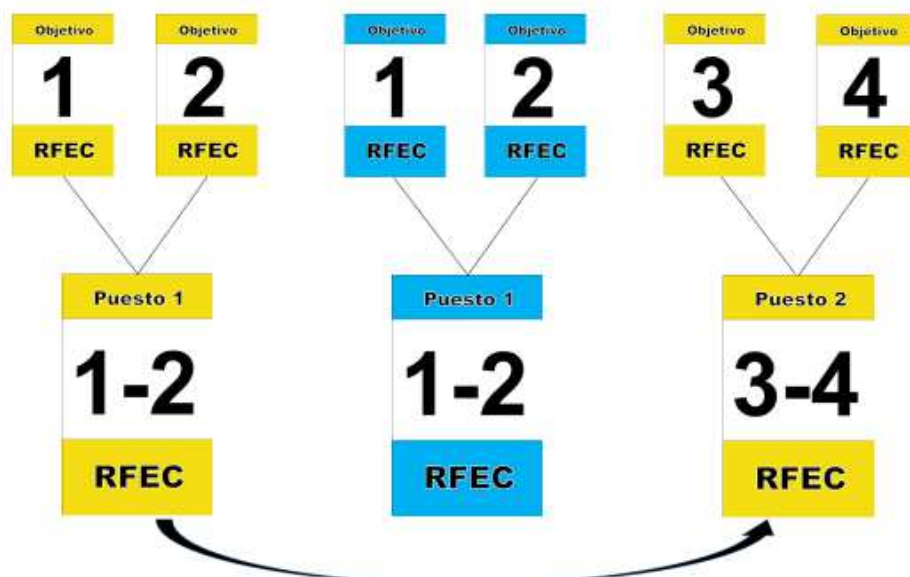 Objetivo
1
RFEC
Objetivo
2
RFEC
Objetivo
1
RFEC
Objetivo
2
RFEC
Objetivo
3
RFEC
Objetivo
4
RFEC
Puesto 1
1-2
RFEC
Puesto 1
1-2
RFEC
Puesto 2
3-4
RFEC